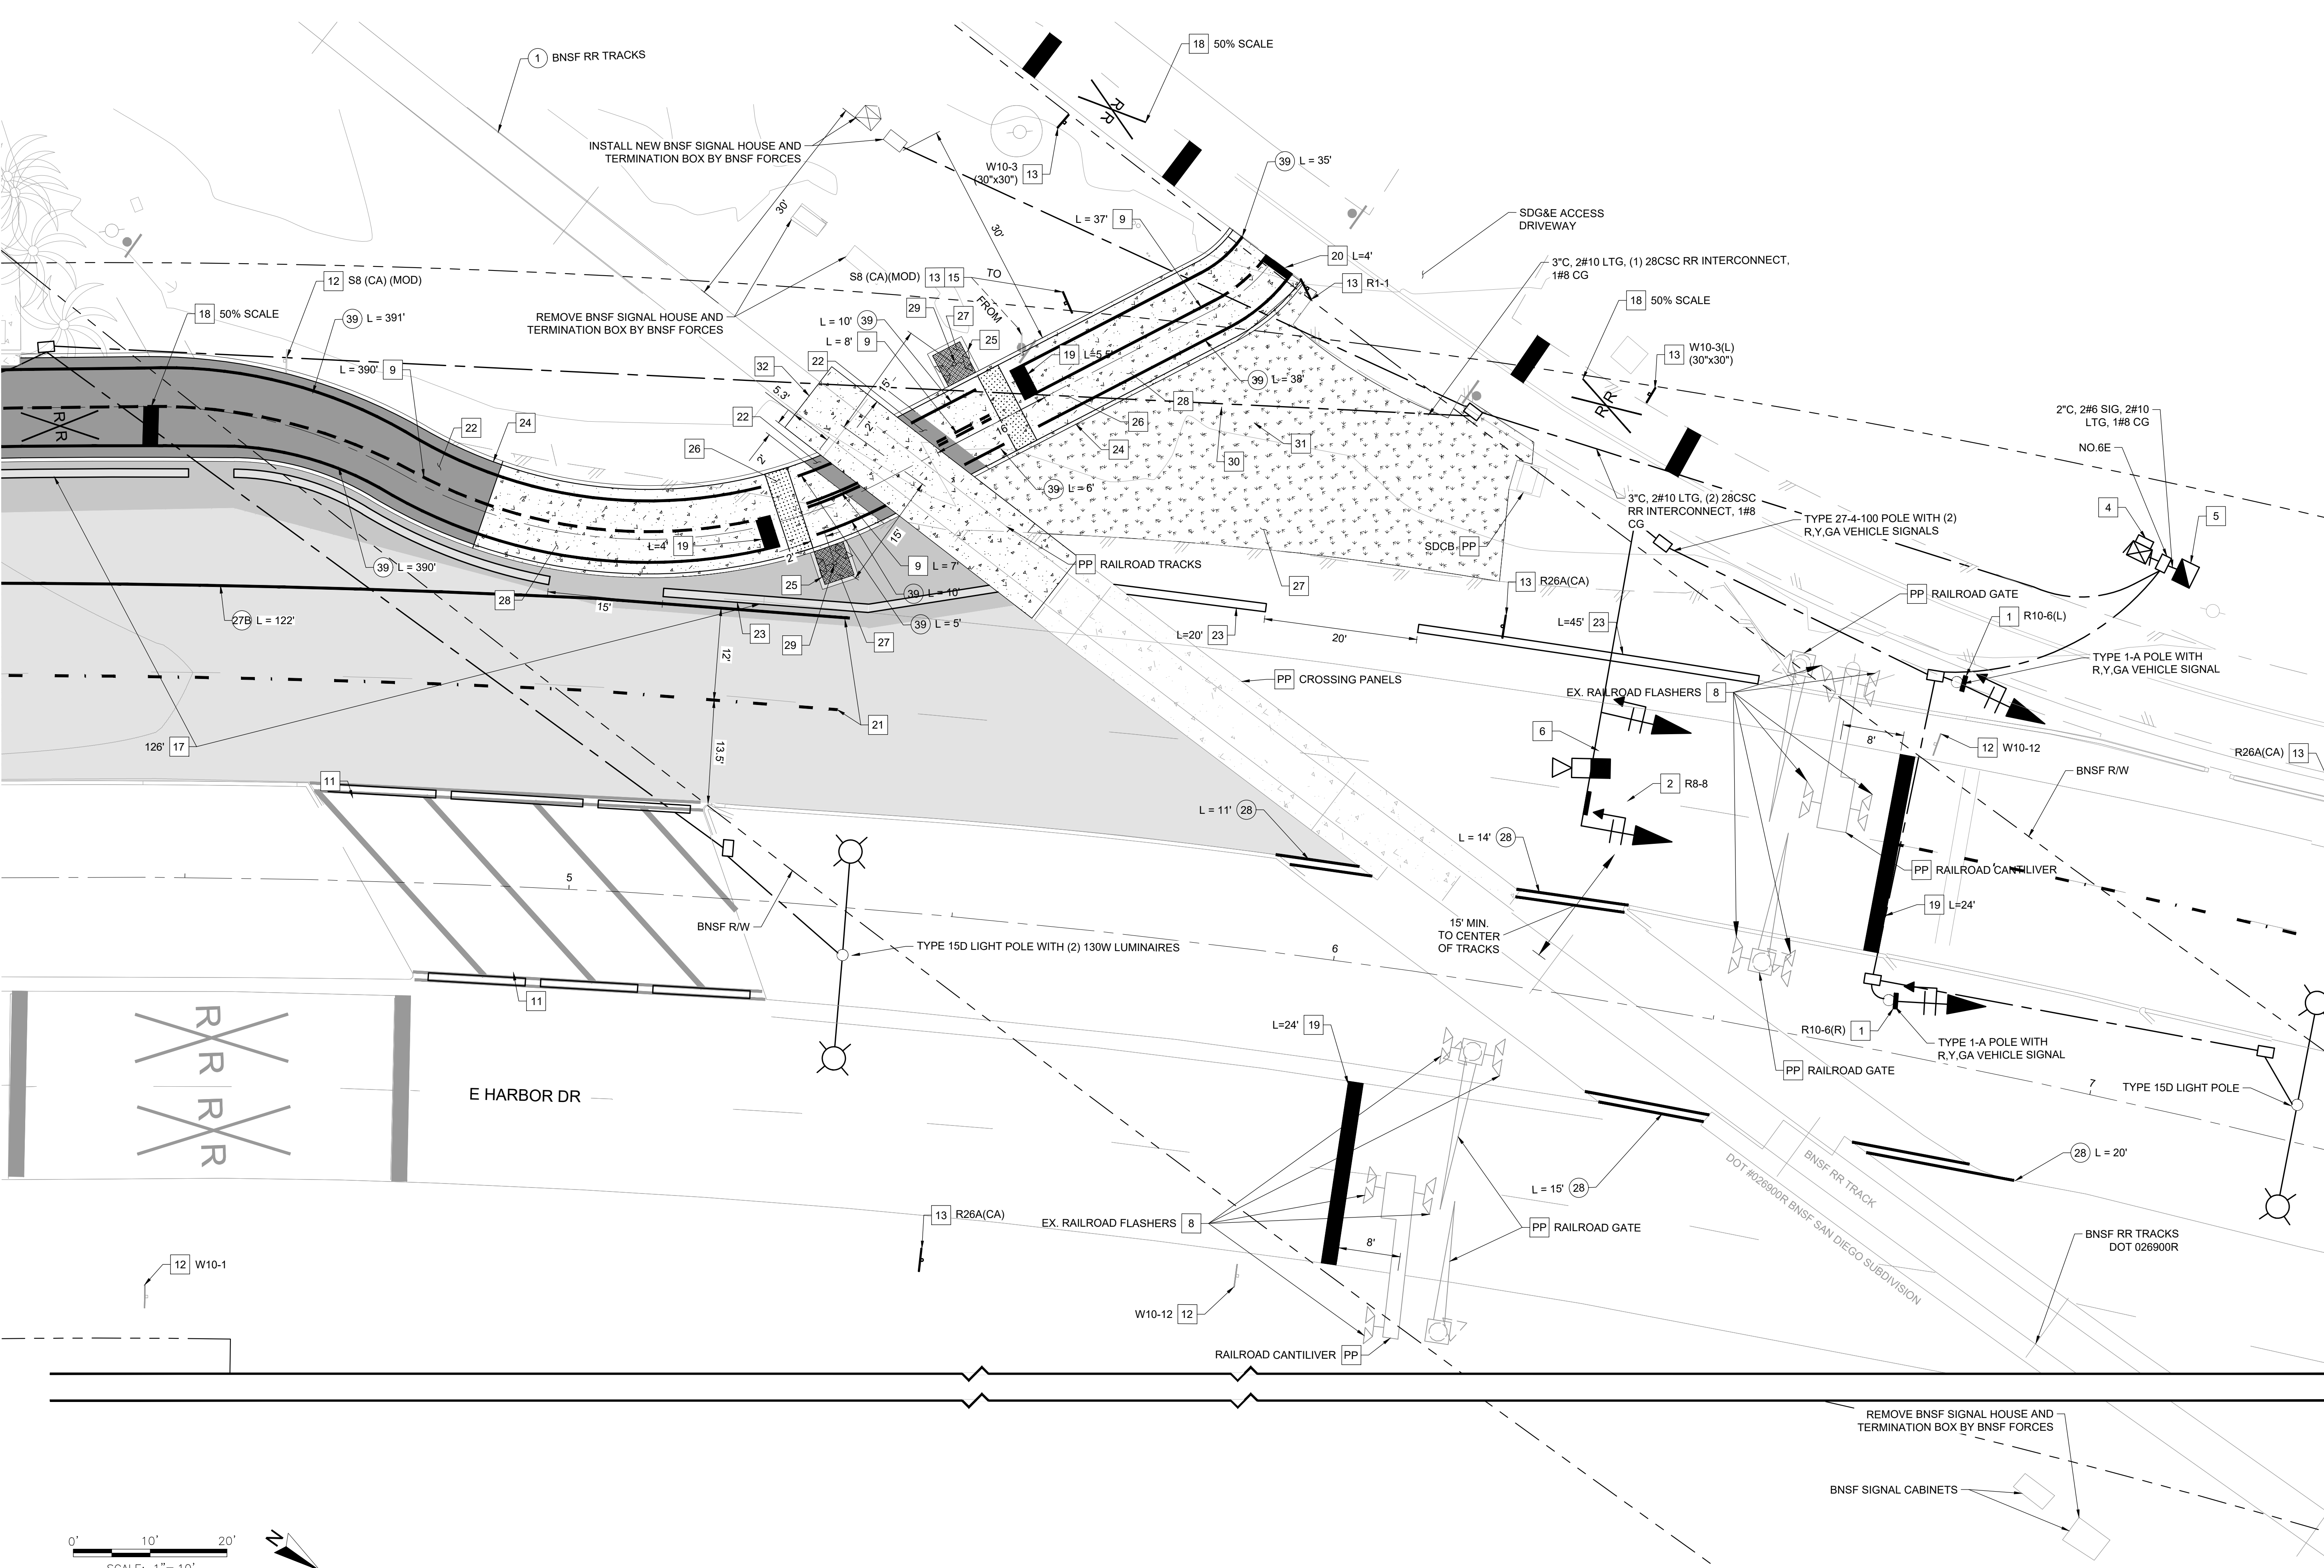 1 BNSF RR TRACKS
18 50% SCALE
INSTALL NEW BNSF SIGNAL HOUSE AND
TERMINATION BOX BY BNSF FORCES
W10-3
(30"x30") 13
39 L = 35'
30'
30'
L = 37' 9
SDG&E ACCESS
DRIVEWAY
20 L=4'
3"C, 2#10 LTG, (1) 28CSC RR INTERCONNECT,
1#8 CG
S8 (CA)(MOD) 13 15 TO
FROM
13 R1-1
12 S8 (CA) (MOD)
18 50% SCALE
39 L = 391'
REMOVE BNSF SIGNAL HOUSE AND
TERMINATION BOX BY BNSF FORCES
29
27
25
L = 10' 39
L = 8' 9
18 50% SCALE
13 W10-3(L)
(30"x30")
19 L=5.5'
L = 390' 9
32
22
15'
5.3'
2'
39 L = 38'
28
22
24
22
26
2'
16'
26
24
31
30
39 L = 6'
2"C, 2#6 SIG, 2#10
LTG, 1#8 CG
NO.6E
4
5
3"C, 2#10 LTG, (2) 28CSC
RR INTERCONNECT, 1#8
CG
TYPE 27-4-100 POLE WITH (2)
R,Y,GA VEHICLE SIGNALS
L=4' 19
2'
15'
25
SDCB PP
39 L = 390'
28
9 L = 7'
39 L = 10'
39 L = 5'
PP RAILROAD TRACKS
27
13 R26A(CA)
PP RAILROAD GATE
1 R10-6(L)
27B L = 122'
15'
23
29
27
L=20' 23
20'
L=45' 23
TYPE 1-A POLE WITH
R,Y,GA VEHICLE SIGNAL
12'
PP CROSSING PANELS
EX. RAILROAD FLASHERS 8
21
6
8'
12 W10-12
R26A(CA) 13
126' 17
13.5'
11
BNSF R/W
2 R8-8
L = 11' 28
L = 14' 28
PP RAILROAD CANTILIVER
5
19 L=24'
BNSF R/W
TYPE 15D LIGHT POLE WITH (2) 130W LUMINAIRES
15' MIN.
TO CENTER
OF TRACKS
6
11
L=24' 19
R10-6(R) 1
TYPE 1-A POLE WITH
R,Y,GA VEHICLE SIGNAL
PP RAILROAD GATE
7
TYPE 15D LIGHT POLE
E HARBOR DR
R R
R R
R R
R R
R R
DOT #026900R BNSF SAN DIEGO SUBDIVISION
BNSF RR TRACK
28 L = 20'
L = 15' 28
13 R26A(CA)
EX. RAILROAD FLASHERS 8
PP RAILROAD GATE
8'
BNSF RR TRACKS
DOT 026900R
12 W10-1
W10-12 12
RAILROAD CANTILIVER PP
REMOVE BNSF SIGNAL HOUSE AND
TERMINATION BOX BY BNSF FORCES
BNSF SIGNAL CABINETS
0' 10' 20'
SCALE: 1"= 10'
N